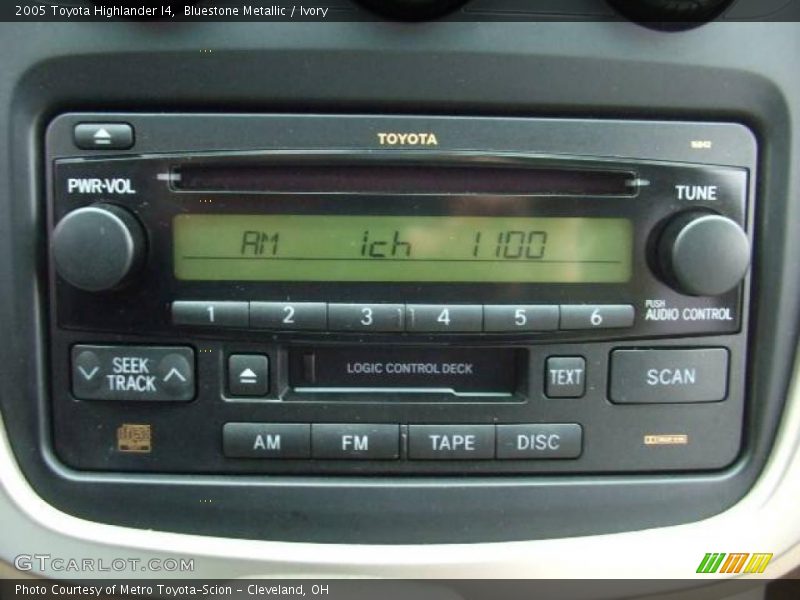 2005 Toyota Highlander I4, Bluestone Metallic / Ivory
TOYOTA
16842
PWR·VOL
TUNE
AM 1ch 1100
1 2 3 4 5 6
PUSH
AUDIO CONTROL
SEEK
TRACK
LOGIC CONTROL DECK
TEXT
SCAN
AM FM TAPE DISC
GTCARLOT.COM
Photo Courtesy of Metro Toyota-Scion - Cleveland, OH